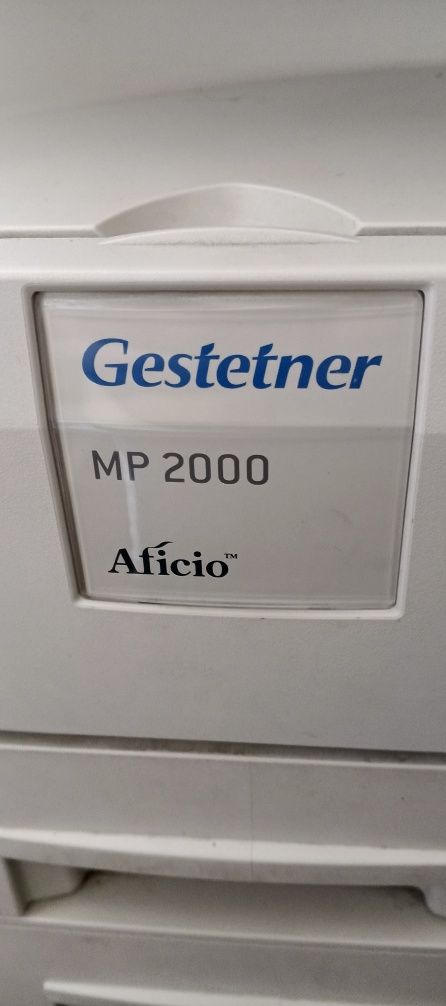 Gestetner
MP 2000
Aficio™